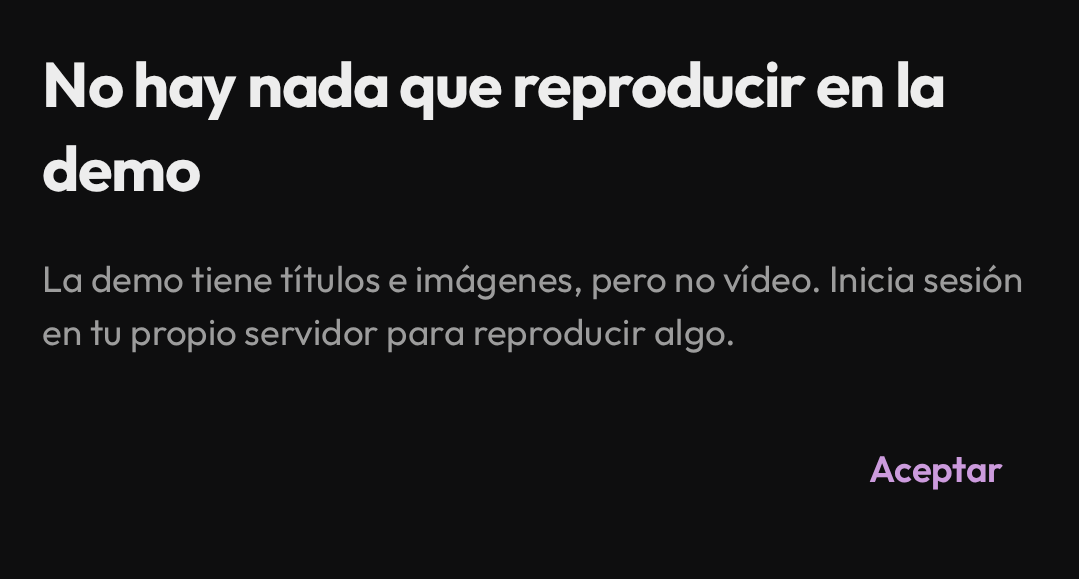 No hay nada que reproducir en la
demo
La demo tiene títulos e imágenes, pero no vídeo. Inicia sesión
en tu propio servidor para reproducir algo.
Aceptar